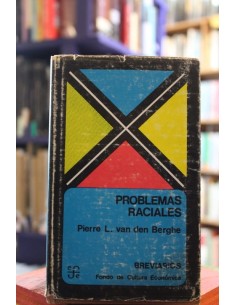 PROBLEMAS
RACIALES
Pierre L. van den Berghe
BREVIARIOS
Fondo de Cultura Económica